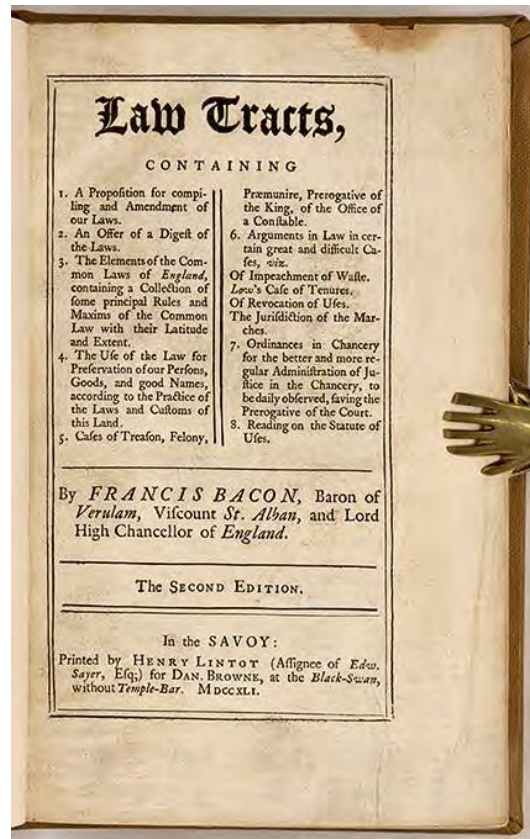 Law Tracts,
CONTAINING
1. A Propoſition for compi-
ling and Amendment of
our Laws.
2. An Offer of a Digeſt of
the Laws.
3. The Elements of the Com-
mon Laws of England,
containing a Collection of
ſome principal Rules and
Maxims of the Common
Law with their Latitude
and Extent.
4. The Uſe of the Law for
Preſervation of our Perſons,
Goods, and good Names,
according to the Practice of
the Laws and Cuſtoms of
this Land.
5. Caſes of Treaſon, Felony,
Præmunire, Prerogative of
the King, of the Office of
a Conſtable.
6. Arguments in Law in cer-
tain great and difficult Ca-
ſes, viz.
Of Impeachment of Waſte.
Low's Caſe of Tenures.
Of Revocation of Uſes.
The Juriſdiction of the Mar-
ches.
7. Ordinances in Chancery
for the better and more re-
gular Adminiſtration of Ju-
ſtice in the Chancery, to
be daily obſerved, ſaving the
Prerogative of the Court.
8. Reading on the Statute of
Uſes.
By FRANCIS BACON, Baron of
Verulam, Viſcount St. Alban, and Lord
High Chancellor of England.
The SECOND EDITION.
In the SAVOY:
Printed by HENRY LINTOT (Aſſignee of Edw.
Sayer, Eſq;) for DAN. BROWNE, at the Black-Swan,
without Temple-Bar. MDCCXLI.